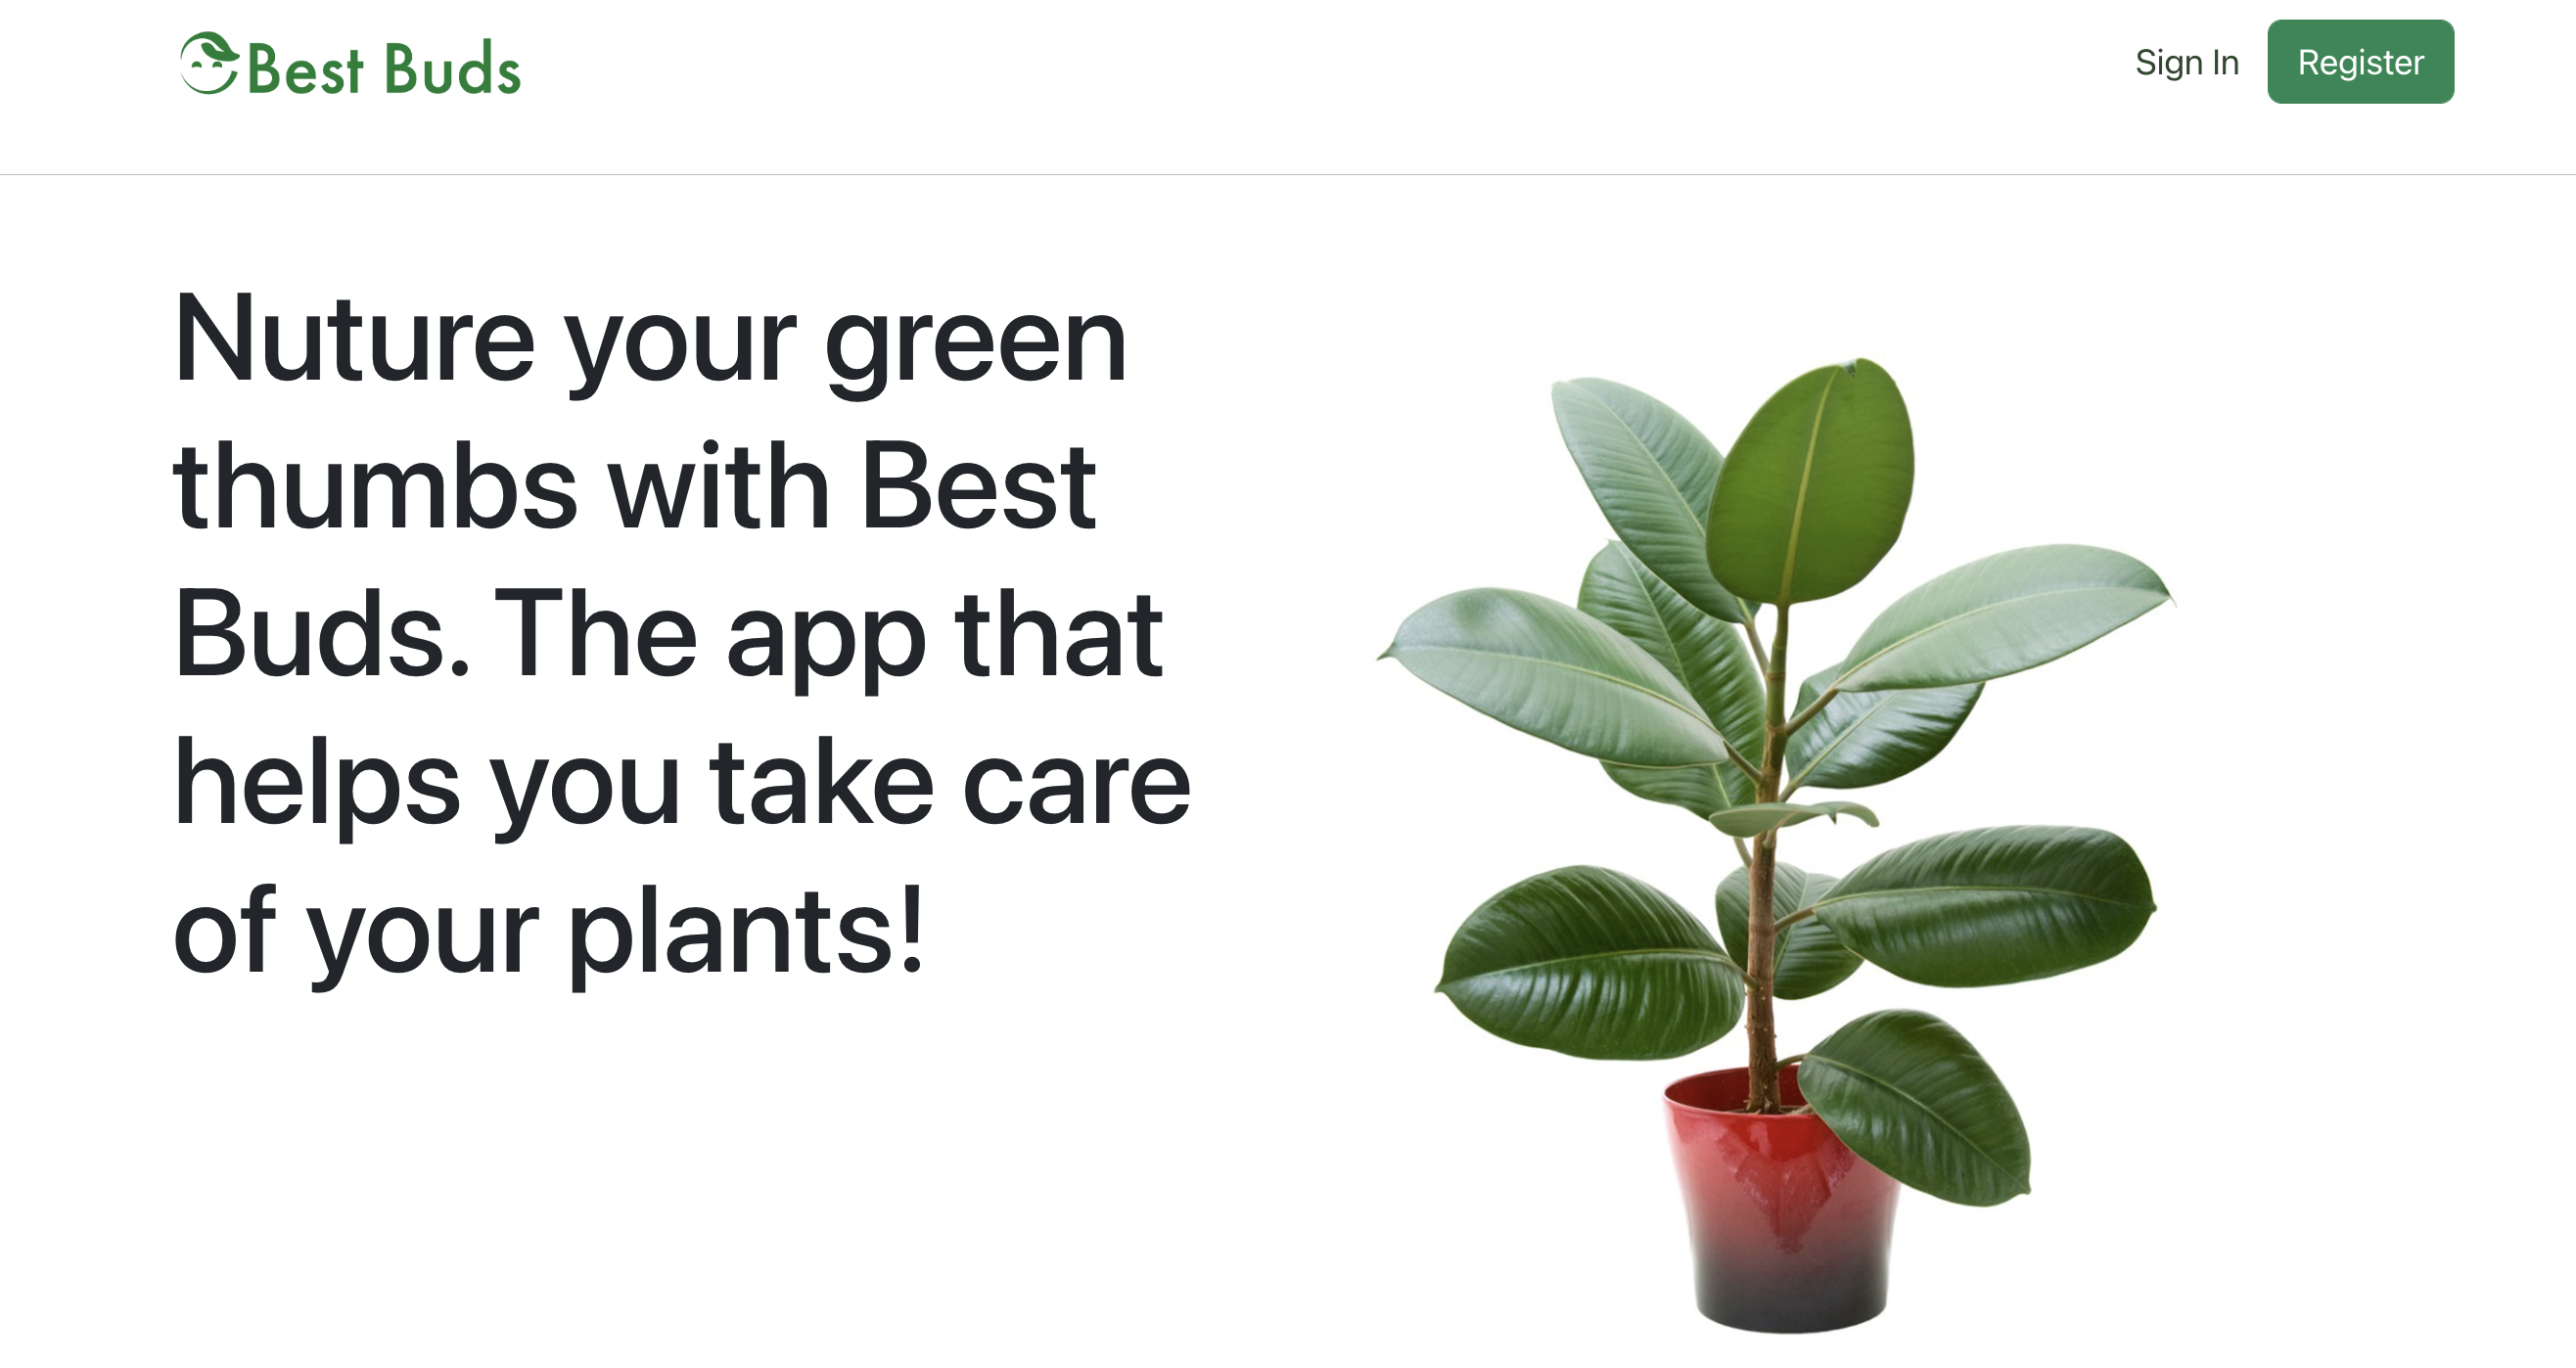 Best Buds
Sign In
Register
Nuture your green
thumbs with Best
Buds. The app that
helps you take care
of your plants!